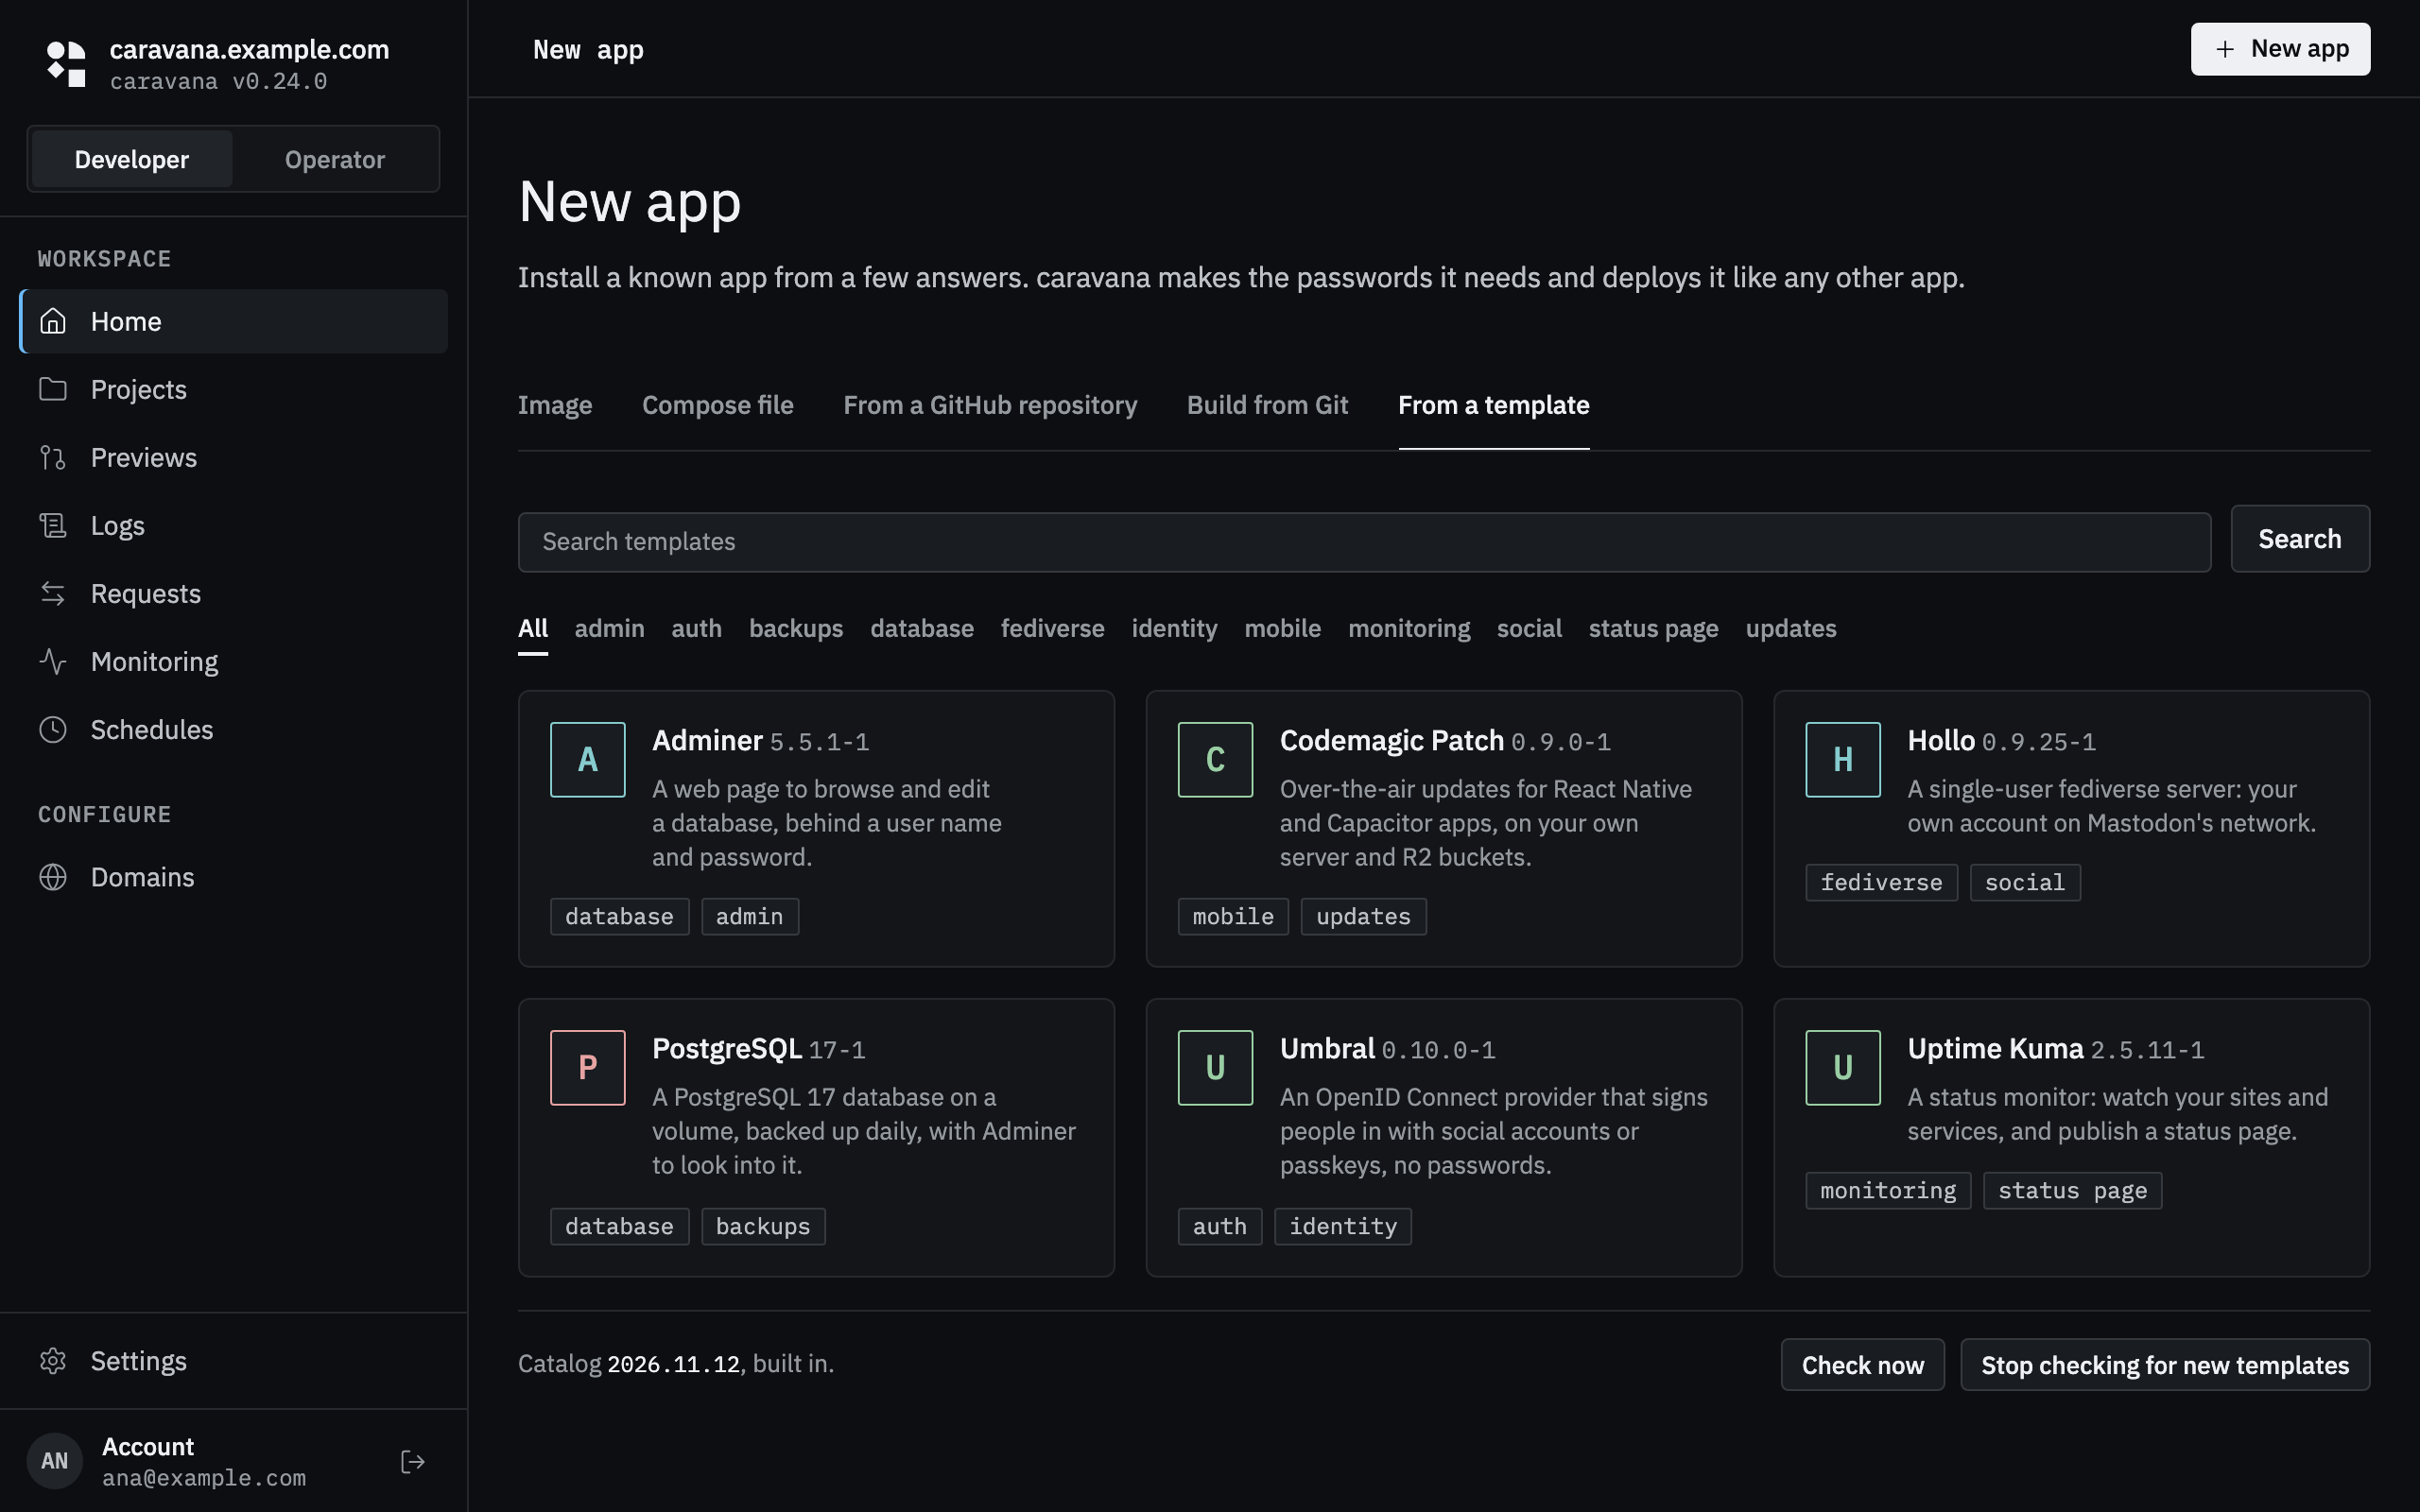 caravana.example.com
caravana v0.24.0
Developer
Operator
WORKSPACE
Home
Projects
Previews
Logs
Requests
Monitoring
Schedules
CONFIGURE
Domains
Settings
AN
Account
ana@example.com
New app
New app
New app
Install a known app from a few answers. caravana makes the passwords it needs and deploys it like any other app.
Image
Compose file
From a GitHub repository
Build from Git
From a template
Search templates
Search
All
admin
auth
backups
database
fediverse
identity
mobile
monitoring
social
status page
updates
A
Adminer 5.5.1-1
A web page to browse and edit
a database, behind a user name
and password.
database
admin
C
Codemagic Patch 0.9.0-1
Over-the-air updates for React Native
and Capacitor apps, on your own
server and R2 buckets.
mobile
updates
H
Hollo 0.9.25-1
A single-user fediverse server: your
own account on Mastodon's network.
fediverse
social
P
PostgreSQL 17-1
A PostgreSQL 17 database on a
volume, backed up daily, with Adminer
to look into it.
database
backups
U
Umbral 0.10.0-1
An OpenID Connect provider that signs
people in with social accounts or
passkeys, no passwords.
auth
identity
U
Uptime Kuma 2.5.11-1
A status monitor: watch your sites and
services, and publish a status page.
monitoring
status page
Catalog 2026.11.12, built in.
Check now
Stop checking for new templates